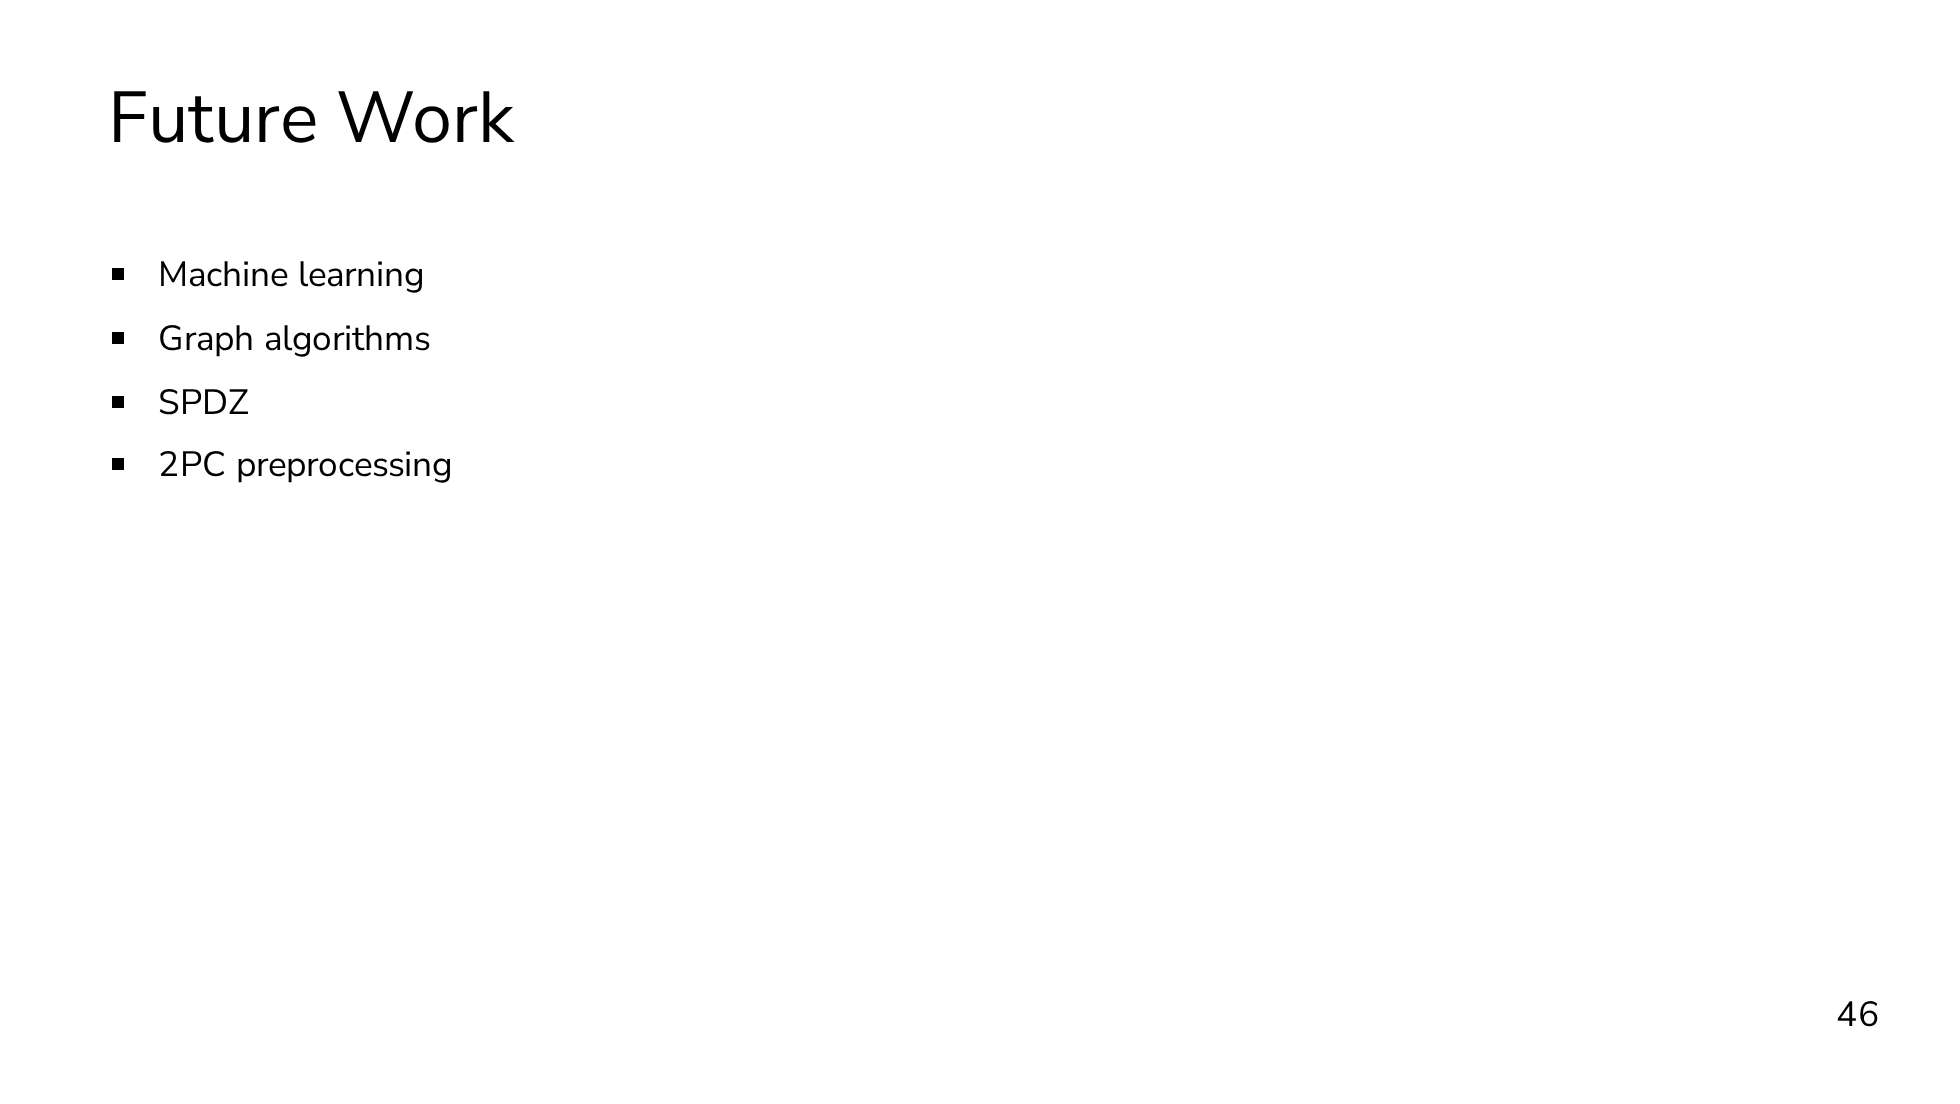 Future Work
▪ Machine learning
▪ Graph algorithms
▪ SPDZ
▪ 2PC preprocessing
46